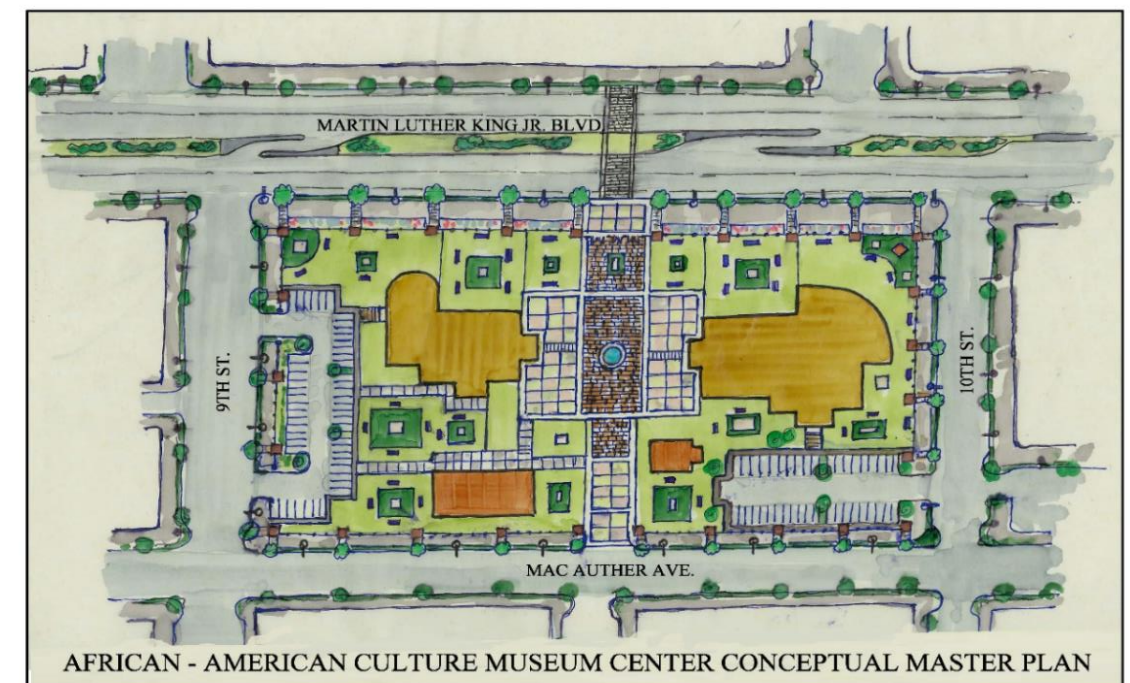 MARTIN LUTHER KING JR. BLVD
9TH ST.
10TH ST.
MAC AUTHER AVE.
AFRICAN - AMERICAN CULTURE MUSEUM CENTER CONCEPTUAL MASTER PLAN